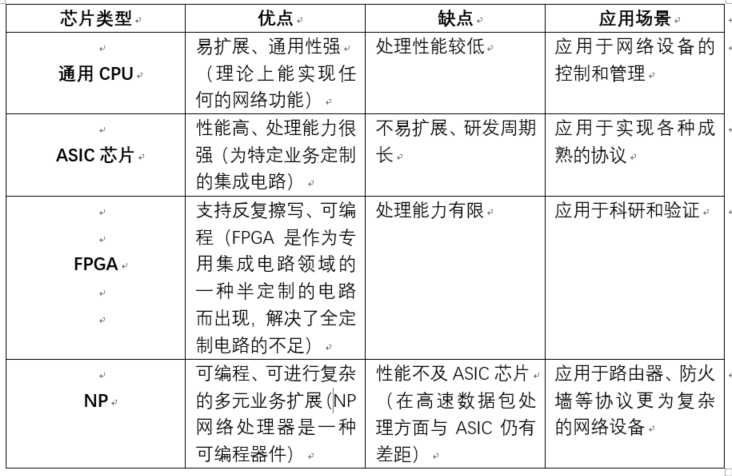 芯片类型
优点
缺点
应用场景
通用 CPU
易扩展、通用性强
（理论上能实现任
何的网络功能）
处理性能较低
应用于网络设备的
控制和管理
ASIC 芯片
性能高、处理能力很
强（为特定业务定制
的集成电路）
不易扩展、研发周期
长
应用于实现各种成
熟的协议
FPGA
支持反复擦写、可编
程（FPGA 是作为专
用集成电路领域的
一种半定制的电路
而出现，解决了全定
制电路的不足）
处理能力有限
应用于科研和验证
NP
可编程、可进行复杂
的多元业务扩展（NP
网络处理器是一种
可编程器件）
性能不及 ASIC 芯片
（在高速数据包处
理方面与 ASIC 仍有
差距）
应用于路由器、防火
墙等协议更为复杂
的网络设备